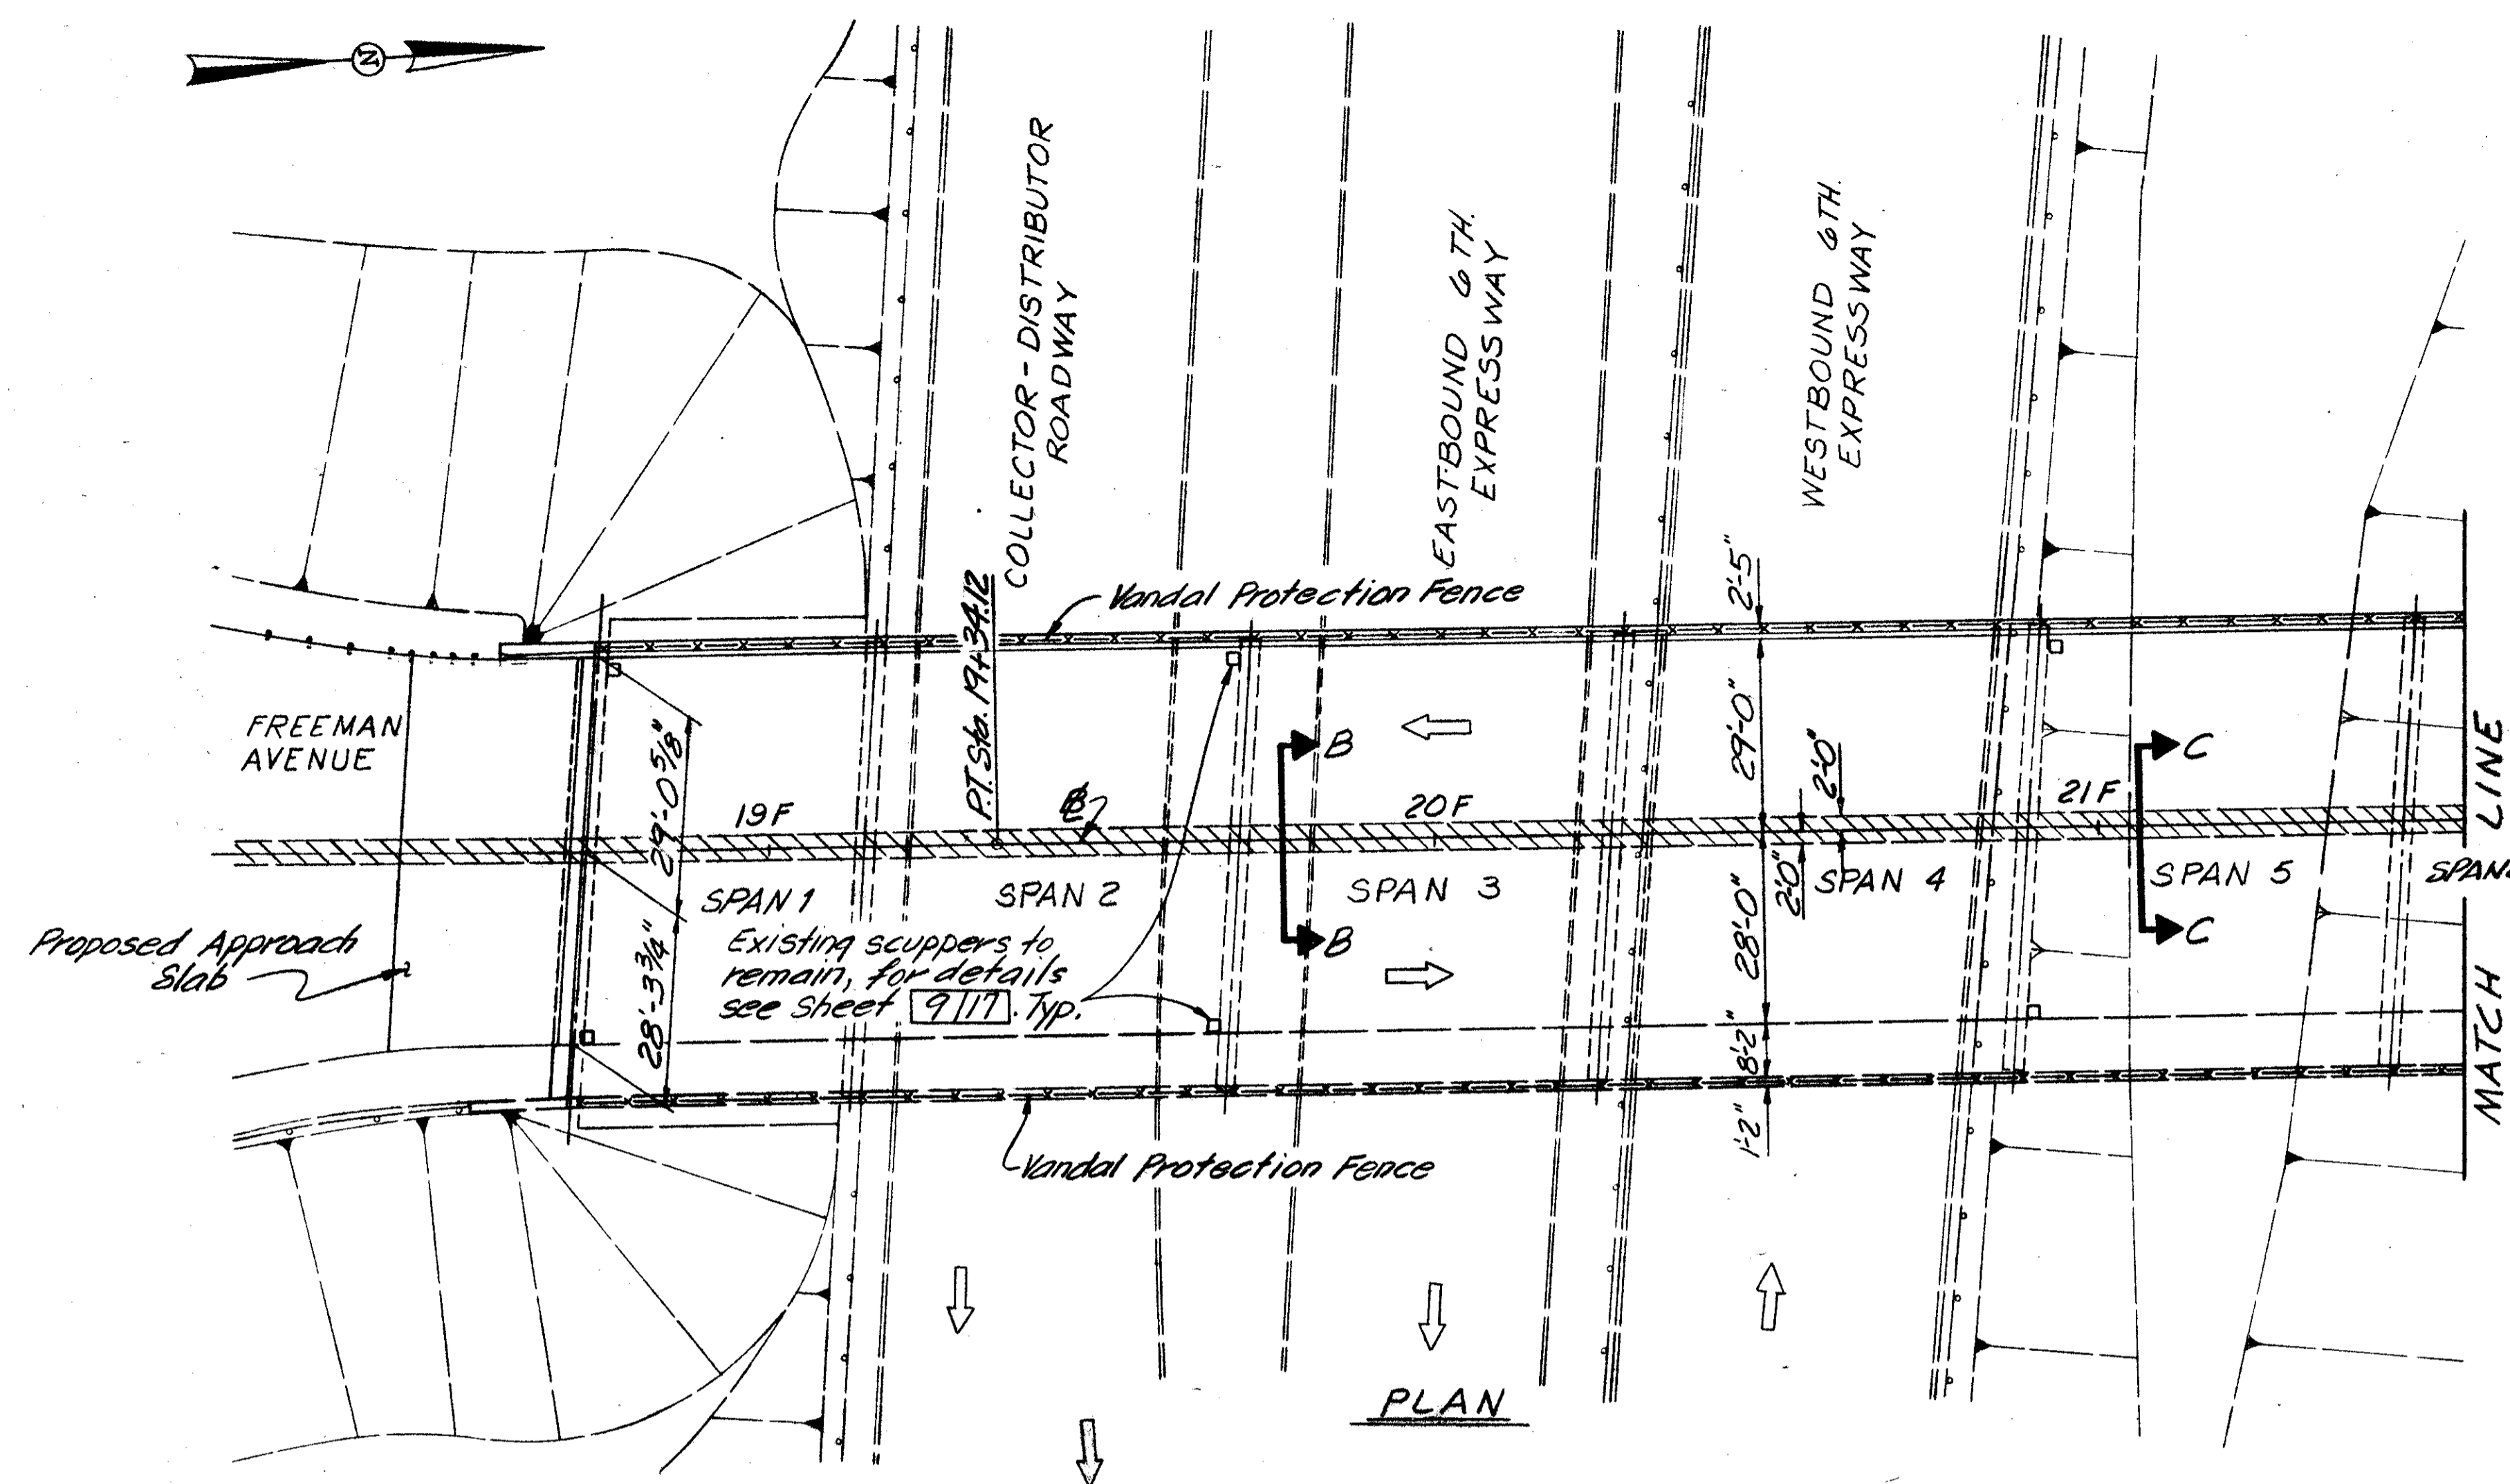 N
COLLECTOR-DISTRIBUTOR
ROADWAY
EASTBOUND 6TH.
EXPRESSWAY
WESTBOUND 6TH.
EXPRESSWAY
Vandal Protection Fence
2'-5"
P.T. Sta. 19+34.12
FREEMAN
AVENUE
29'-0 5/8"
28'-3 3/4"
29'-0"
2'-0"
2'-0"
28'-0"
8'-2"
1'-2"
B
B
C
C
19F
20F
21F
SPAN 1
SPAN 2
SPAN 3
SPAN 4
SPAN 5
SPAN
Existing scuppers to
remain, for details
see Sheet 9/17. Typ.
Proposed Approach
Slab
Vandal Protection Fence
MATCH LINE
PLAN